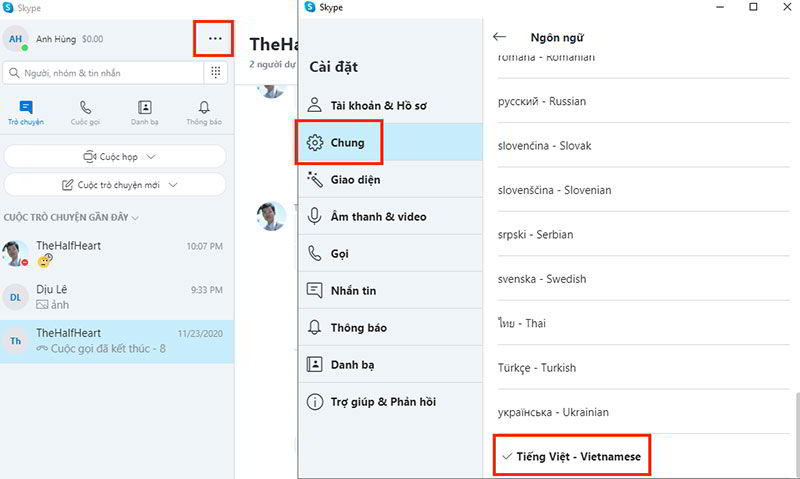 Skype
AH Anh Hùng $0.00
Người, nhóm & tin nhắn
Trò chuyện Cuộc gọi Danh bạ Thông báo
Cuộc họp
Cuộc trò chuyện mới
CUỘC TRÒ CHUYỆN GẦN ĐÂY
TheHalfHeart 10:07 PM
DL Dịu Lê 9:33 PM
ảnh
Th TheHalfHeart 11/23/2020
Cuộc gọi đã kết thúc - 8
TheHa
2 người dự
Skype
Cài đặt
Tài khoản & Hồ sơ
Chung
Giao diện
Âm thanh & video
Gọi
Nhắn tin
Thông báo
Danh bạ
Trợ giúp & Phản hồi
Ngôn ngữ
română - Romanian
русский - Russian
slovenćina - Slovak
slovenščina - Slovenian
srpski - Serbian
svenska - Swedish
ไทย - Thai
Türkçe - Turkish
українська - Ukrainian
Tiếng Việt - Vietnamese